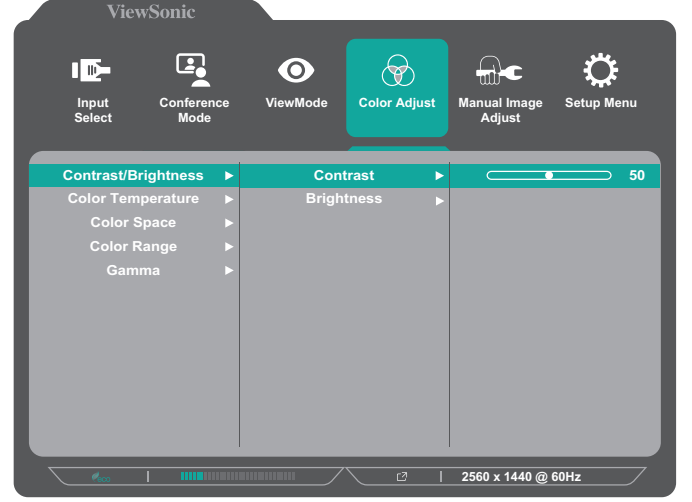 ViewSonic
Input Select
Conference Mode
ViewMode
Color Adjust
Manual Image Adjust
Setup Menu
Contrast/Brightness
Contrast
50
Color Temperature
Brightness
Color Space
Color Range
Gamma
eco
2560 x 1440 @ 60Hz